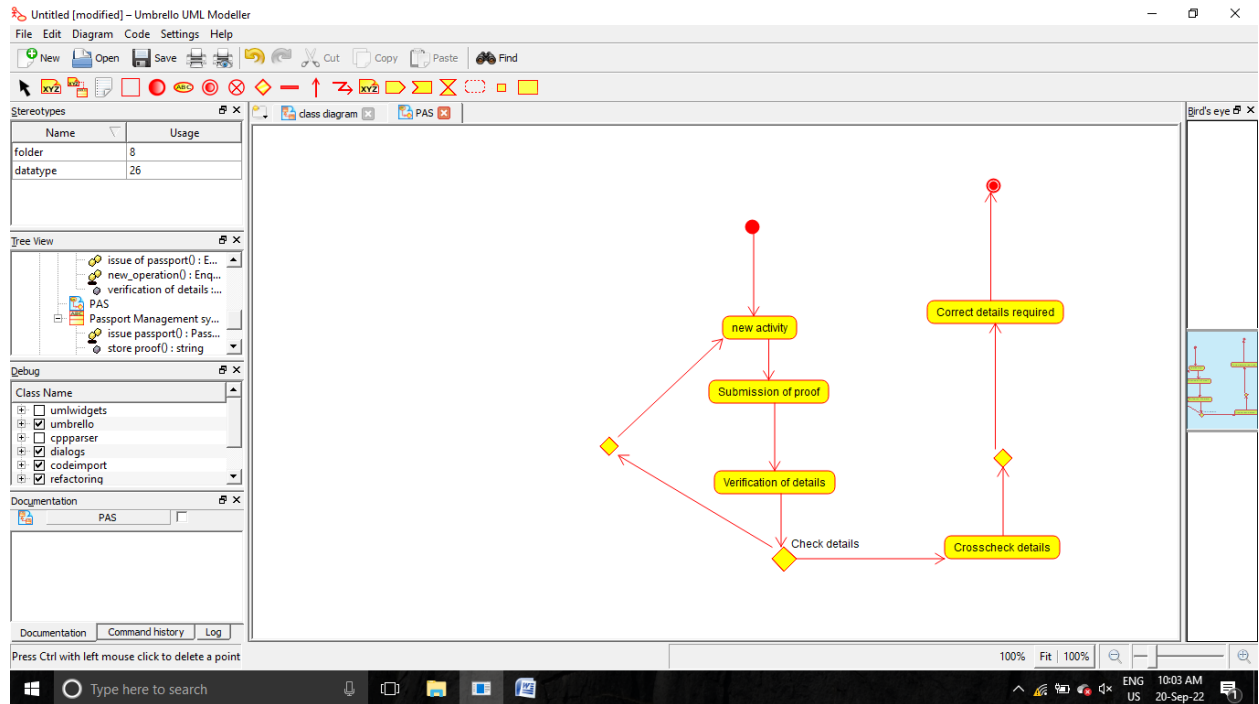 Untitled [modified] – Umbrello UML Modeller
File Edit Diagram Code Settings Help
New Open Save Cut Copy Paste Find
XYZ ABC XYZ
Stereotypes
Name Usage
folder 8
datatype 26
Tree View
issue of passport() : E...
new_operation() : Enq...
verification of details :...
PAS
Passport Management sy...
issue passport() : Pass...
store proof() : string
Debug
Class Name
umlwidgets
umbrello
cppparser
dialogs
codeimport
refactoring
Documentation
PAS
Documentation Command history Log
class diagram PAS
new activity
Submission of proof
Verification of details
Check details
Crosscheck details
Correct details required
Bird's eye
Press Ctrl with left mouse click to delete a point
100% Fit 100%
Type here to search
ENG
US
10:03 AM
20-Sep-22
1